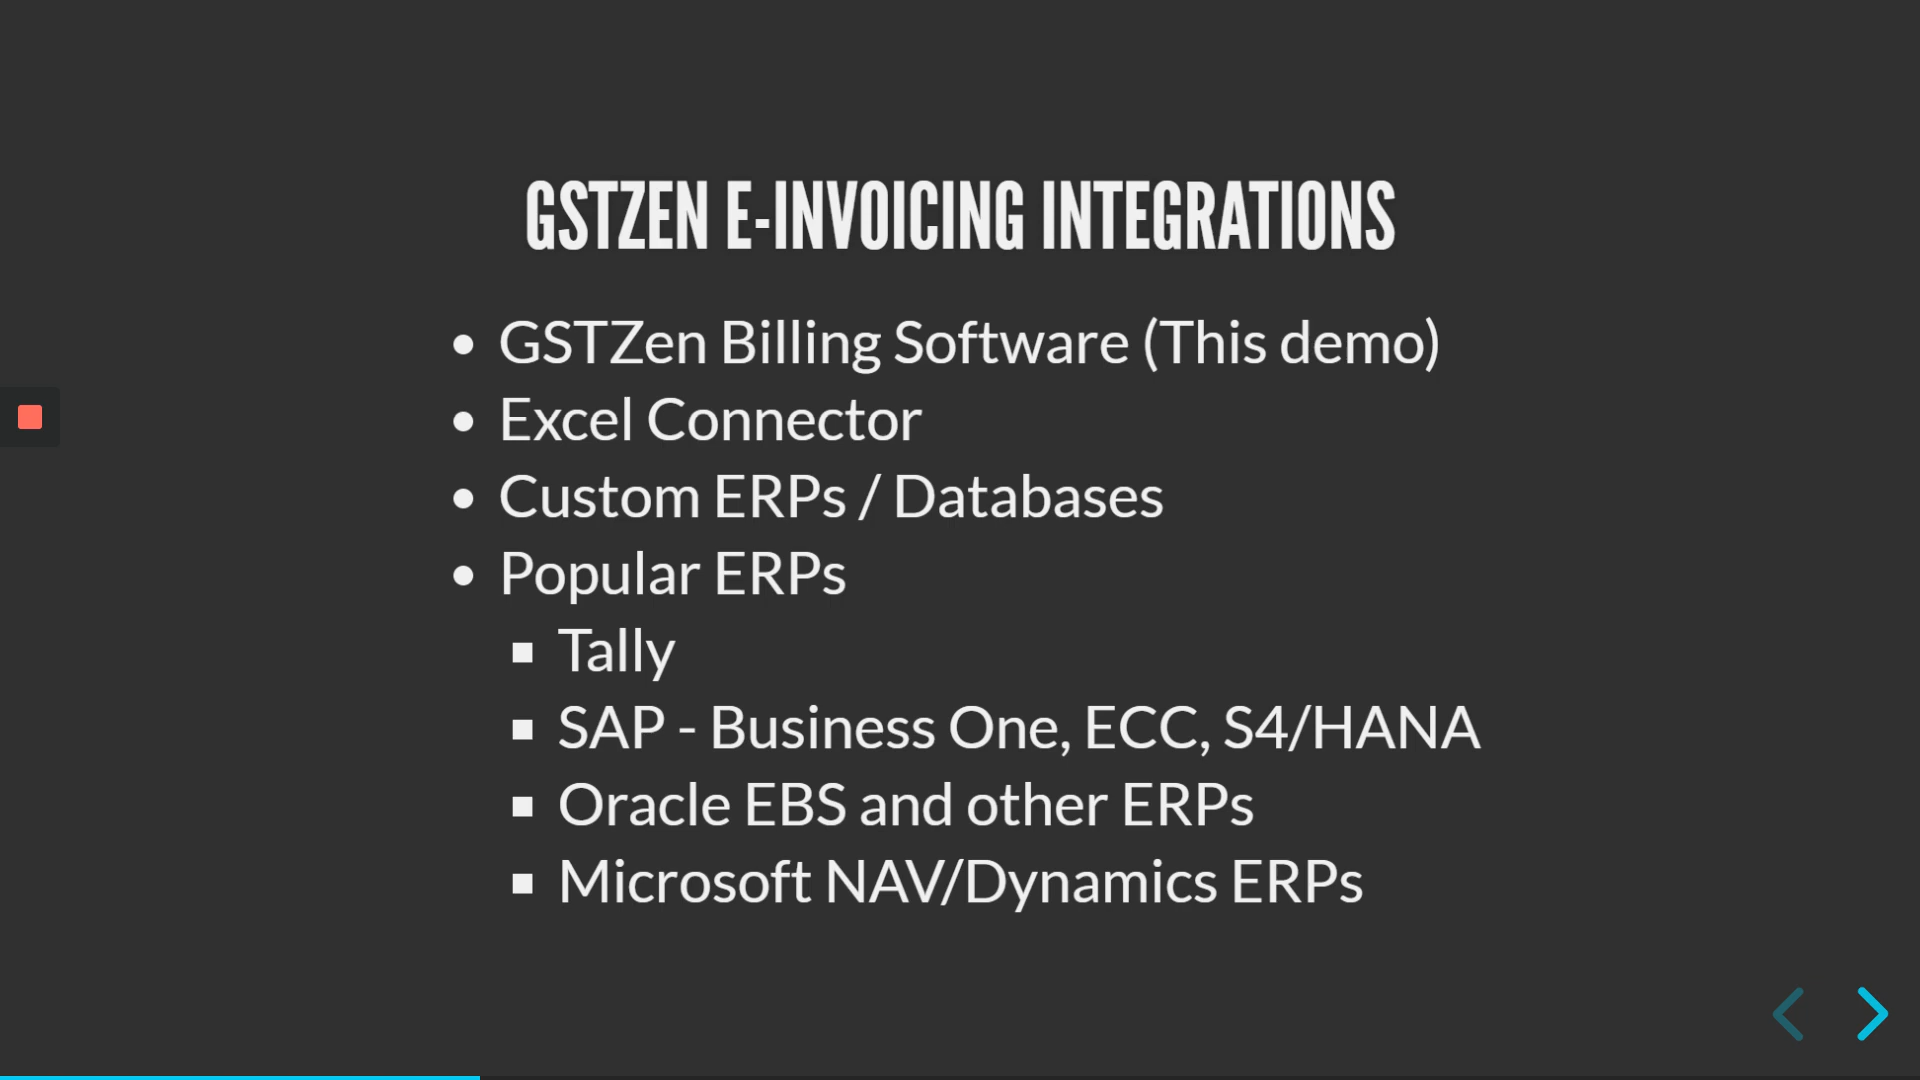 GSTZEN E-INVOICING INTEGRATIONS
GSTZen Billing Software (This demo)
Excel Connector
Custom ERPs / Databases
Popular ERPs
Tally
SAP - Business One, ECC, S4/HANA
Oracle EBS and other ERPs
Microsoft NAV/Dynamics ERPs